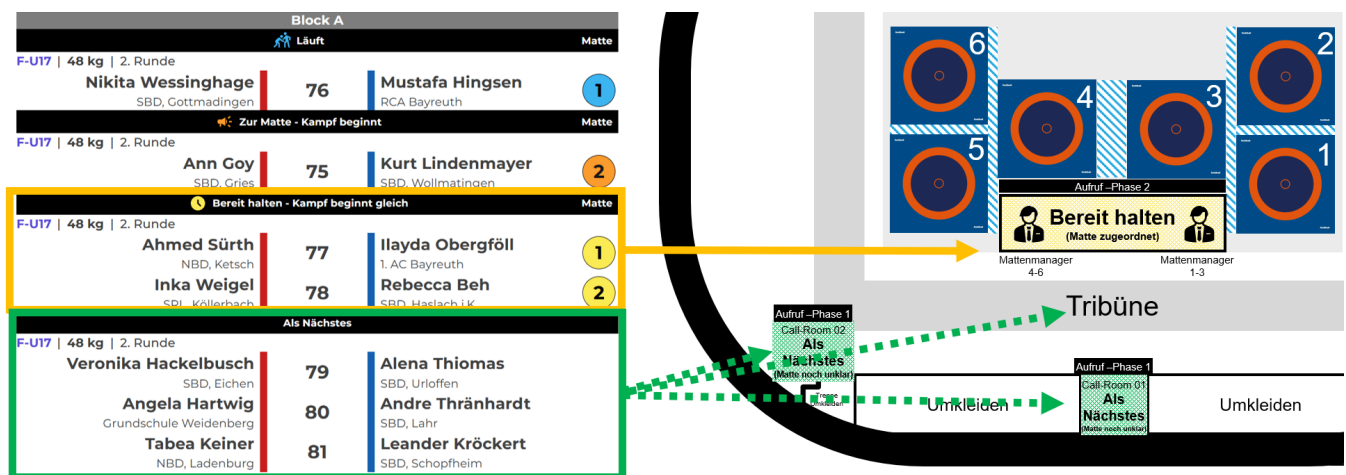 Block A
Läuft Matte
F-U17 | 48 kg | 2. Runde
Nikita Wessinghage 76 Mustafa Hingsen 1
SBD, Gottmadingen RCA Bayreuth
Zur Matte - Kampf beginnt Matte
F-U17 | 48 kg | 2. Runde
Ann Goy 75 Kurt Lindenmayer 2
SBD, Gries SBD, Wollmatingen
Bereit halten - Kampf beginnt gleich Matte
F-U17 | 48 kg | 2. Runde
Ahmed Sürth 77 Ilayda Obergföll 1
NBD, Ketsch 1. AC Bayreuth
Inka Weigel 78 Rebecca Beh 2
SRL, Köllerbach SBD, Haslach i.K.
Als Nächstes
F-U17 | 48 kg | 2. Runde
Veronika Hackelbusch 79 Alena Thiomas
SBD, Eichen SBD, Urloffen
Angela Hartwig 80 Andre Thränhardt
Grundschule Weidenberg SBD, Lahr
Tabea Keiner 81 Leander Kröckert
NBD, Ladenburg SBD, Schopfheim
6
2
4
3
5
1
Aufruf –Phase 2
Bereit halten
(Matte zugeordnet)
Mattenmanager
4-6
Mattenmanager
1-3
Tribüne
Aufruf –Phase 1
Call-Room 02
Als
Nächstes
(Matte noch unklar)
Treppe
Umkleiden
Umkleiden
Aufruf –Phase 1
Call-Room 01
Als
Nächstes
(Matte noch unklar)
Umkleiden